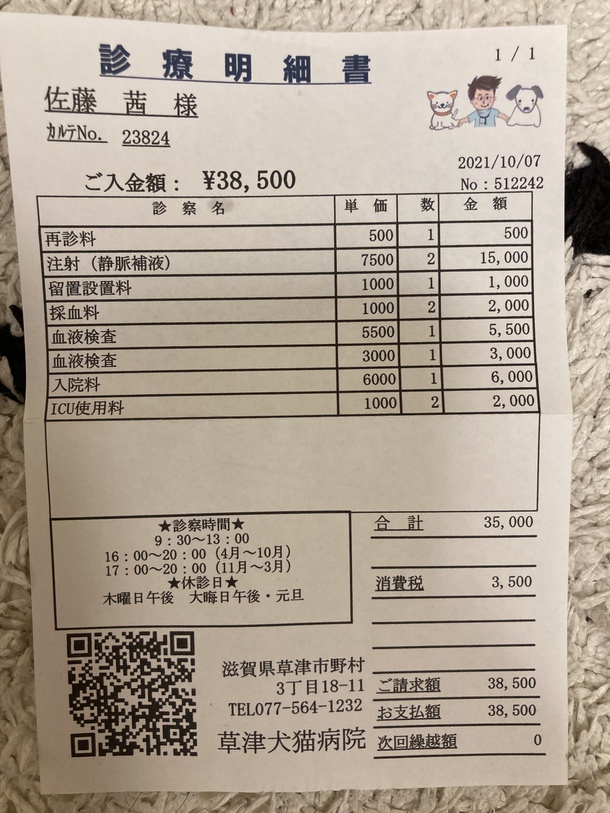 診療明細書
1 / 1
佐藤 茜 様
ｶﾙﾃNo. 23824
2021/10/07
ご入金額： ¥38,500
No：512242
診察名 単価 数 金額
再診料 500 1 500
注射（静脈補液） 7500 2 15,000
留置設置料 1000 1 1,000
採血料 1000 2 2,000
血液検査 5500 1 5,500
血液検査 3000 1 3,000
入院料 6000 1 6,000
ICU使用料 1000 2 2,000
★診察時間★
9：30～13：00
16：00～20：00（4月～10月）
17：00～20：00（11月～3月）
★休診日★
木曜日午後 大晦日午後・元旦
合計 35,000
消費税 3,500
滋賀県草津市野村
3丁目18-11
TEL077-564-1232
草津犬猫病院
ご請求額 38,500
お支払額 38,500
次回繰越額 0